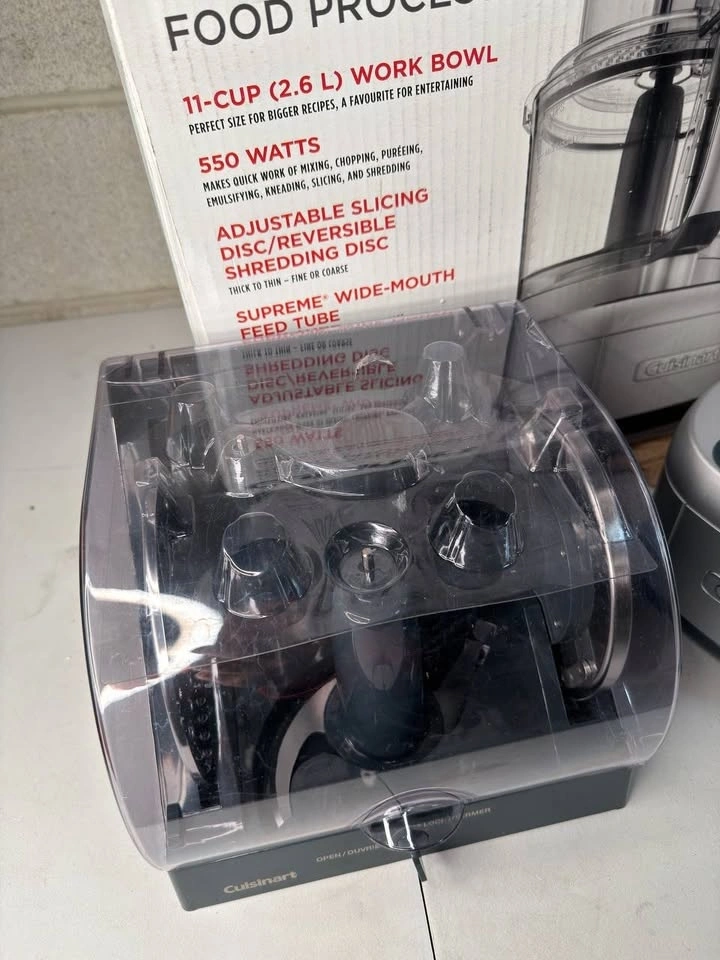 FOOD
11-CUP (2.6 L) WORK BOWL
PERFECT SIZE FOR BIGGER RECIPES, A FAVOURITE FOR ENTERTAINING
550 WATTS
MAKES QUICK WORK OF MIXING, CHOPPING, PURÉEING,
EMULSIFYING, KNEADING, SLICING, AND SHREDDING
ADJUSTABLE SLICING
DISC/REVERSIBLE
SHREDDING DISC
THICK TO THIN – FINE OR COARSE
SUPREME® WIDE-MOUTH
FEED TUBE
Cuisinart
Cuisinart
OPEN/OUVRIR